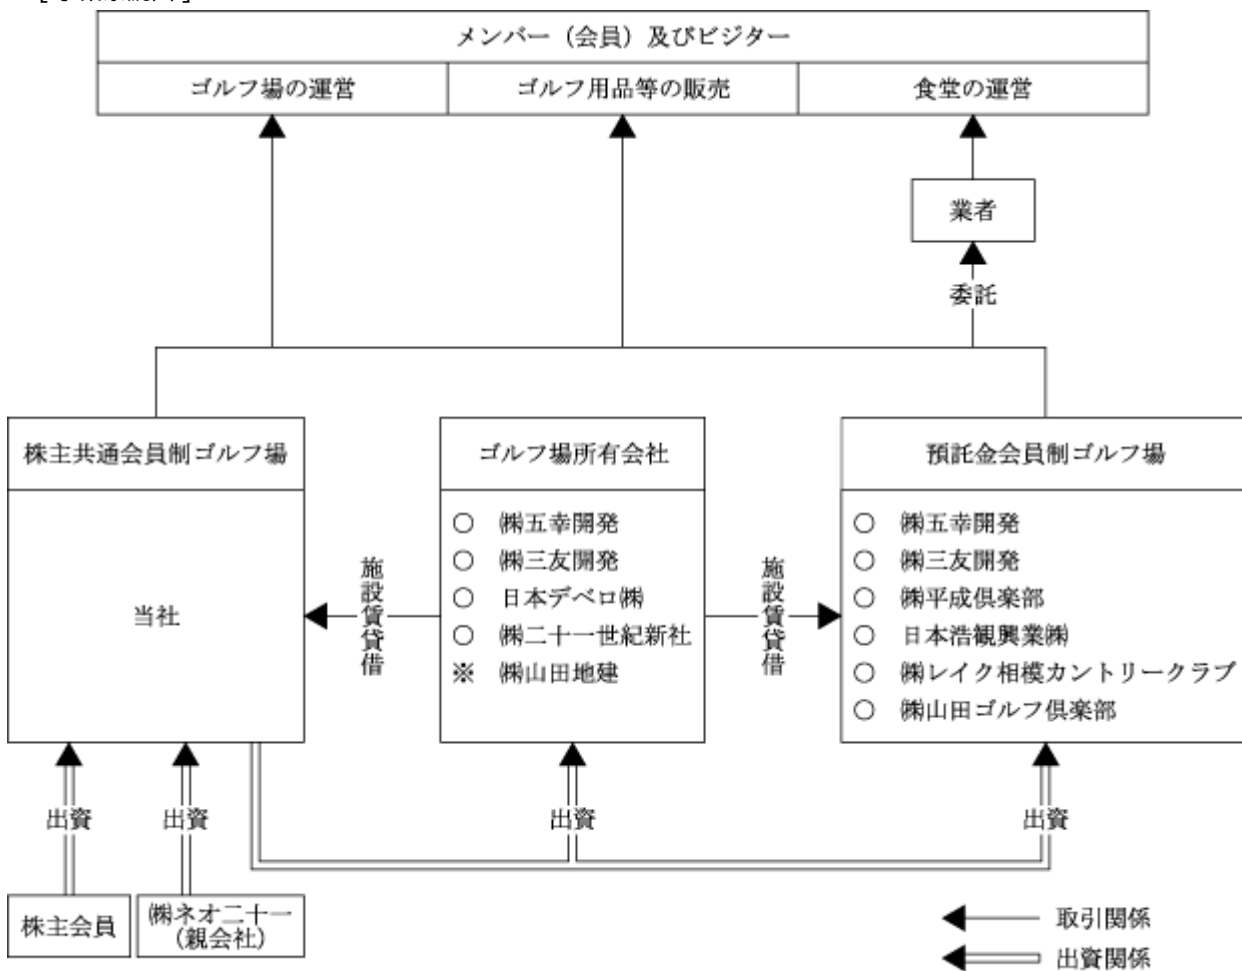 メンバー（会員）及びビジター
ゴルフ場の運営
ゴルフ用品等の販売
食堂の運営
業者
委託
株主共通会員制ゴルフ場
当社
施設賃貸借
ゴルフ場所有会社
○ ㈱五幸開発
○ ㈱三友開発
○ 日本デベロ㈱
○ ㈱二十一世紀新社
※ ㈱山田地建
施設賃貸借
預託金会員制ゴルフ場
○ ㈱五幸開発
○ ㈱三友開発
○ ㈱平成倶楽部
○ 日本浩観興業㈱
○ ㈱レイク相模カントリークラブ
○ ㈱山田ゴルフ倶楽部
出資
出資
出資
出資
株主会員
㈱ネオ二十一
（親会社）
取引関係
出資関係